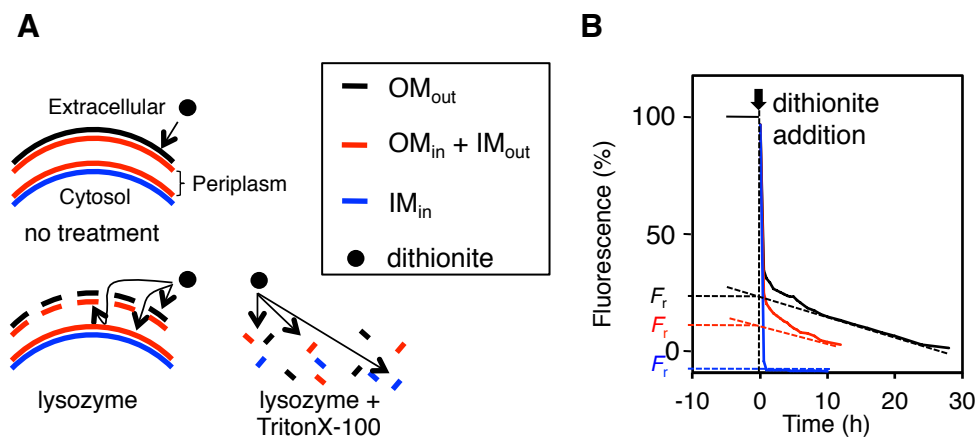 A
Extracellular
Cytosol
Periplasm
no treatment
lysozyme
lysozyme +
TritonX-100
OMout
OMin + IMout
IMin
dithionite
B
dithionite
addition
Fluorescence (%)
100
50
0
Fr
Fr
Fr
-10 0 10 20 30
Time (h)